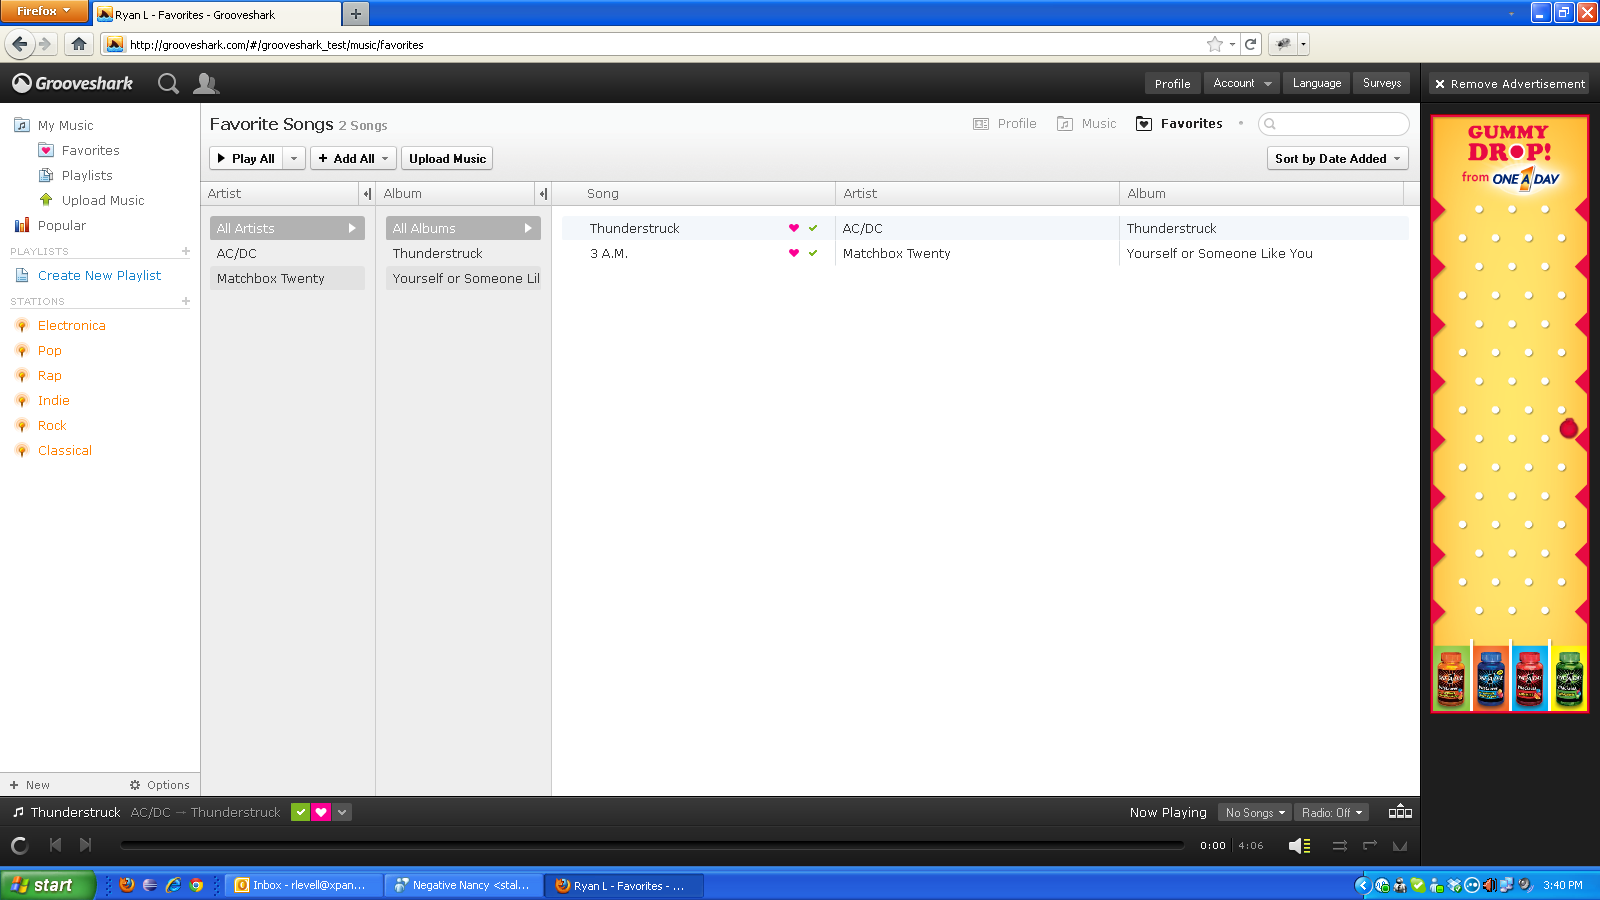 Firefox
Ryan L - Favorites - Grooveshark
http://grooveshark.com/#/grooveshark_test/music/favorites
Grooveshark
Profile
Account
Language
Surveys
Remove Advertisement
My Music
Favorites
Playlists
Upload Music
Popular
PLAYLISTS
Create New Playlist
STATIONS
Electronica
Pop
Rap
Indie
Rock
Classical
New
Options
Favorite Songs 2 Songs
Profile
Music
Favorites
Play All
Add All
Upload Music
Sort by Date Added
Artist
All Artists
AC/DC
Matchbox Twenty
Album
All Albums
Thunderstruck
Yourself or Someone Lil
Song Artist Album
Thunderstruck AC/DC Thunderstruck
3 A.M. Matchbox Twenty Yourself or Someone Like You
GUMMY
DROP!
from ONE A DAY
Thunderstruck AC/DC → Thunderstruck
Now Playing
No Songs
Radio: Off
0:00 4:06
start
Inbox - rlevell@xpan...
Negative Nancy <stal...
Ryan L - Favorites - ...
3:40 PM